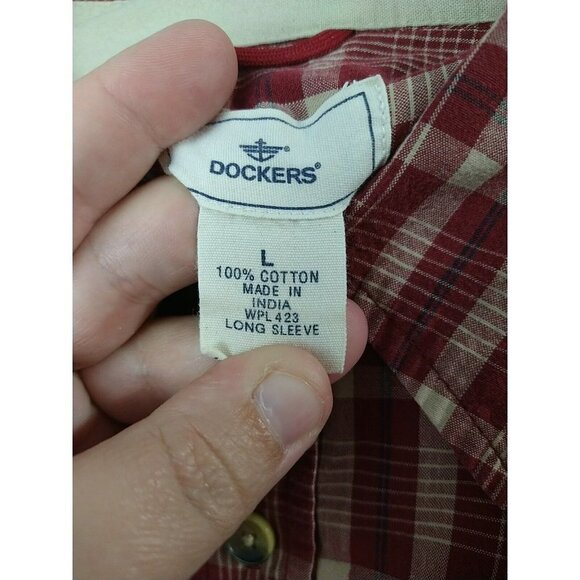 DOCKERS®
L
100% COTTON
MADE IN
INDIA
WPL 423
LONG SLEEVE